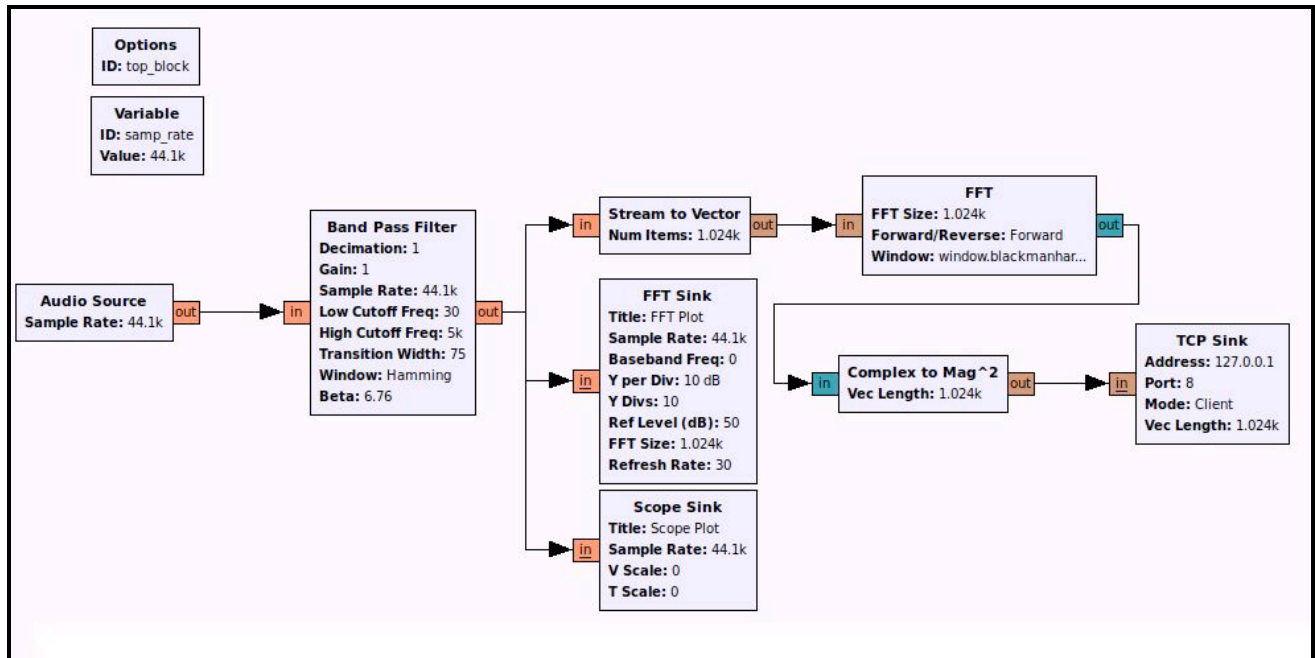 Options
ID: top_block
Variable
ID: samp_rate
Value: 44.1k
Audio Source
Sample Rate: 44.1k
out
in
Band Pass Filter
Decimation: 1
Gain: 1
Sample Rate: 44.1k
Low Cutoff Freq: 30
High Cutoff Freq: 5k
Transition Width: 75
Window: Hamming
Beta: 6.76
out
in
Stream to Vector
Num Items: 1.024k
out
in
FFT
FFT Size: 1.024k
Forward/Reverse: Forward
Window: window.blackmanhar...
out
in
FFT Sink
Title: FFT Plot
Sample Rate: 44.1k
Baseband Freq: 0
Y per Div: 10 dB
Y Divs: 10
Ref Level (dB): 50
FFT Size: 1.024k
Refresh Rate: 30
in
Complex to Mag^2
Vec Length: 1.024k
out
in
TCP Sink
Address: 127.0.0.1
Port: 8
Mode: Client
Vec Length: 1.024k
in
Scope Sink
Title: Scope Plot
Sample Rate: 44.1k
V Scale: 0
T Scale: 0